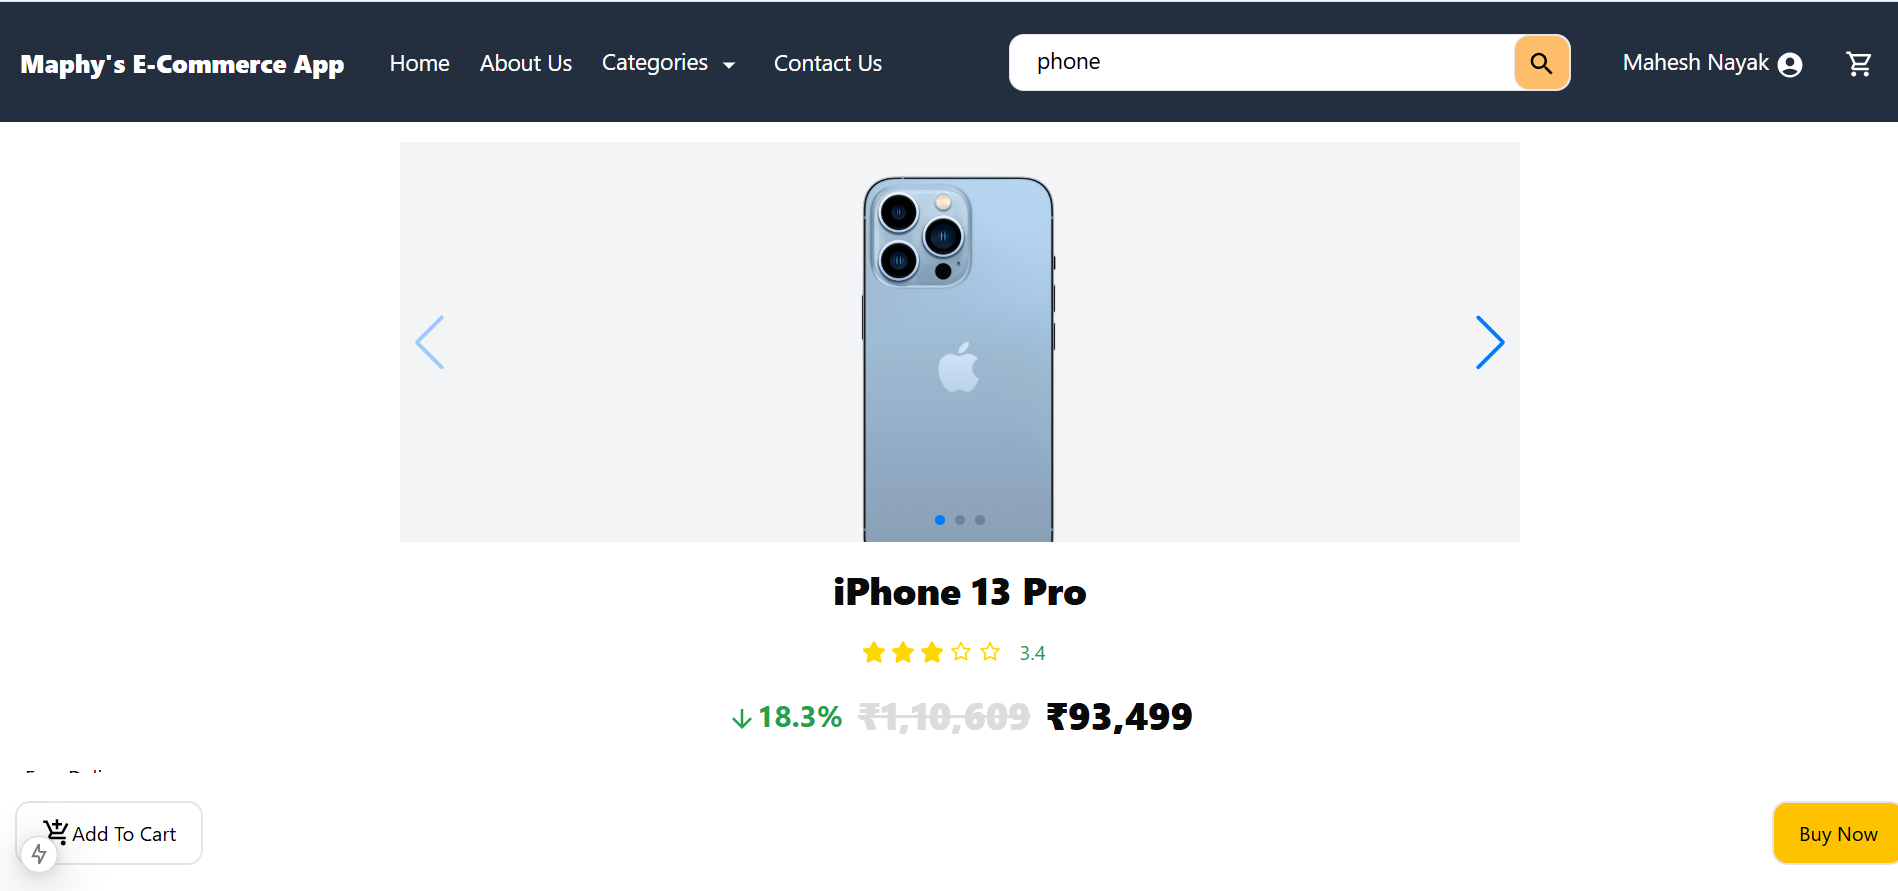 Maphy's E-Commerce App Home About Us Categories Contact Us phone Mahesh Nayak
iPhone 13 Pro
3.4
18.3% ₹1,10,609 ₹93,499
Add To Cart Buy Now